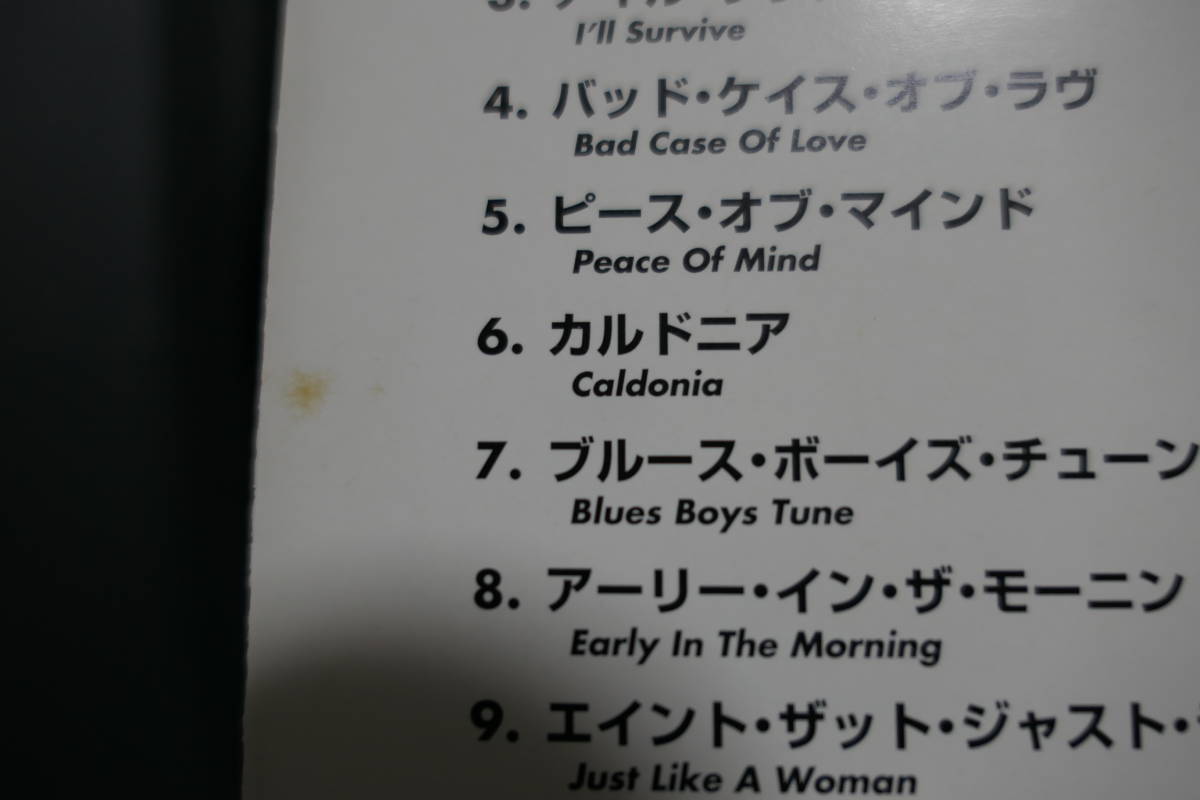 3.
I'll Survive
4. バッド・ケイス・オブ・ラヴ
Bad Case Of Love
5. ピース・オブ・マインド
Peace Of Mind
6. カルドニア
Caldonia
7. ブルース・ボーイズ・チューン
Blues Boys Tune
8. アーリー・イン・ザ・モーニン
Early In The Morning
9. エイント・ザット・ジャスト・
Just Like A Woman